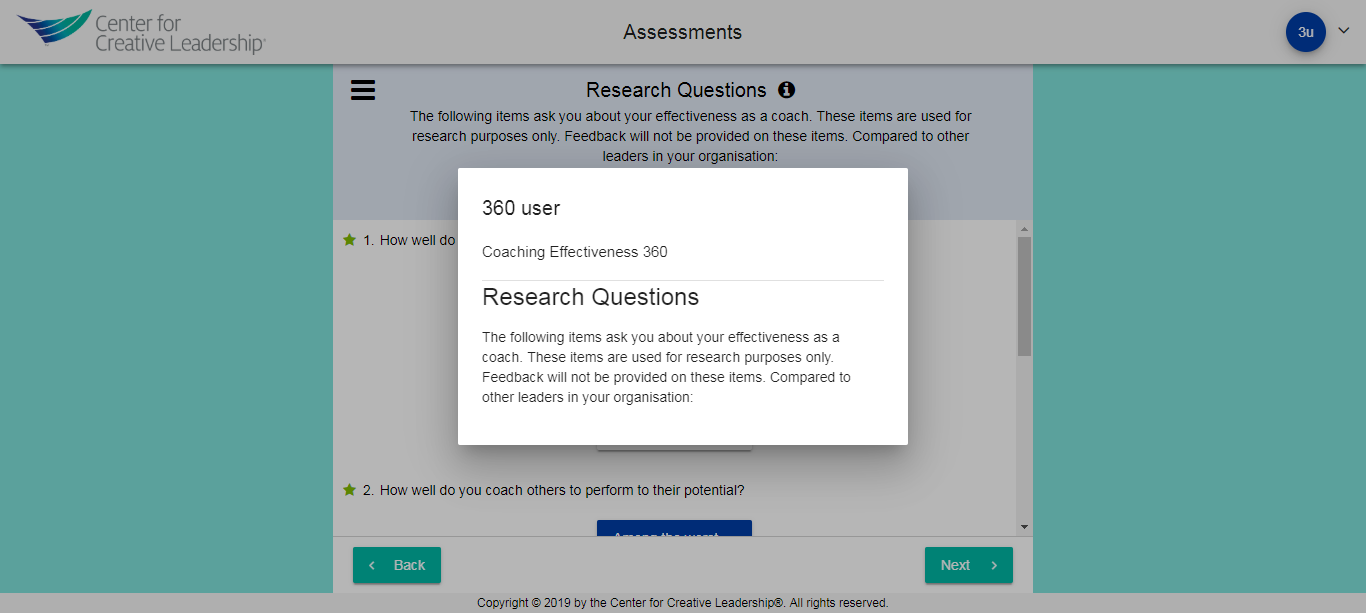 Center for
Creative Leadership®
Assessments
3u
Research Questions
The following items ask you about your effectiveness as a coach. These items are used for
research purposes only. Feedback will not be provided on these items. Compared to other
leaders in your organisation:
360 user
Coaching Effectiveness 360
Research Questions
The following items ask you about your effectiveness as a
coach. These items are used for research purposes only.
Feedback will not be provided on these items. Compared to
other leaders in your organisation:
1. How well do
2. How well do you coach others to perform to their potential?
Among the worst
Back
Next
Copyright © 2019 by the Center for Creative Leadership®. All rights reserved.